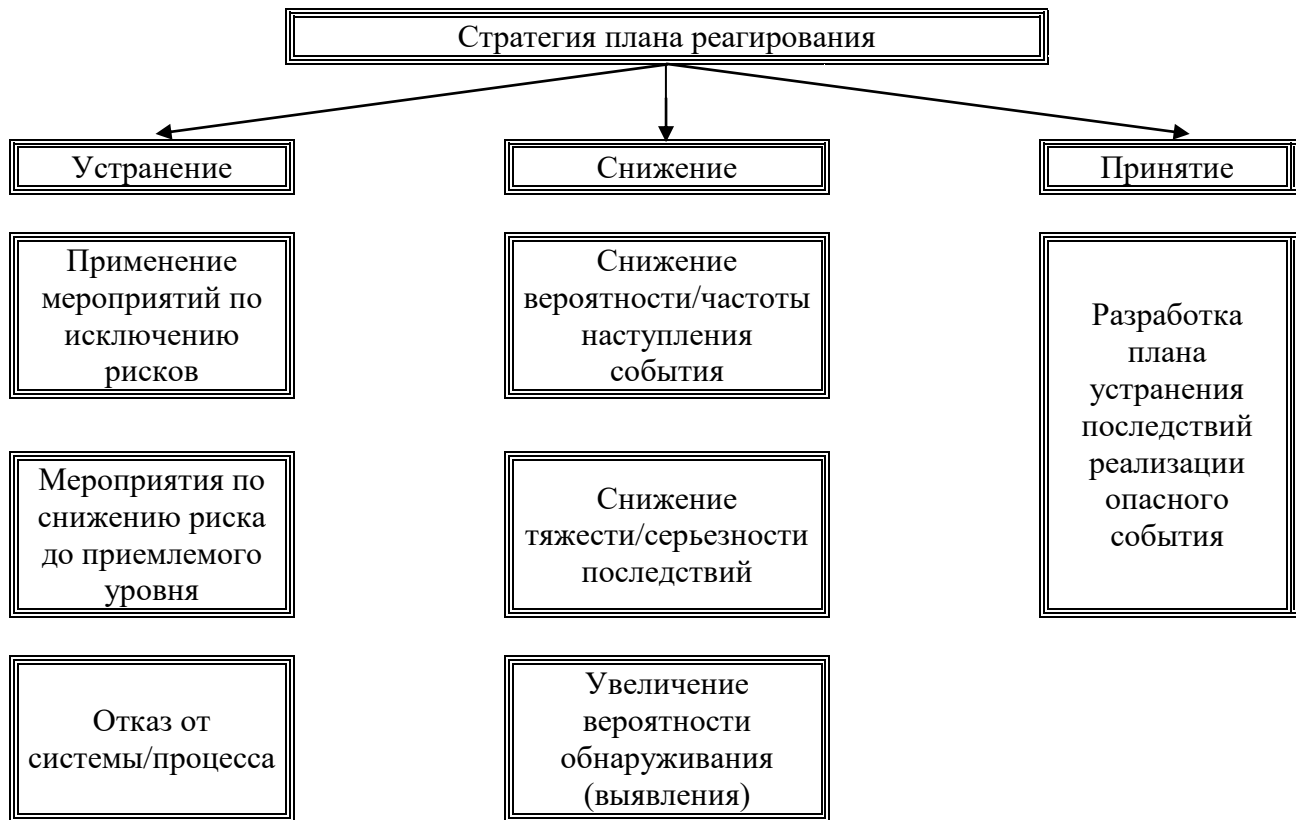 Стратегия плана реагирования
Устранение
Снижение
Принятие
Применение
мероприятий по
исключению
рисков
Снижение
вероятности/частоты
наступления
события
Разработка
плана
устранения
последствий
реализации
опасного
события
Мероприятия по
снижению риска
до приемлемого
уровня
Снижение
тяжести/серьезности
последствий
Отказ от
системы/процесса
Увеличение
вероятности
обнаруживания
(выявления)